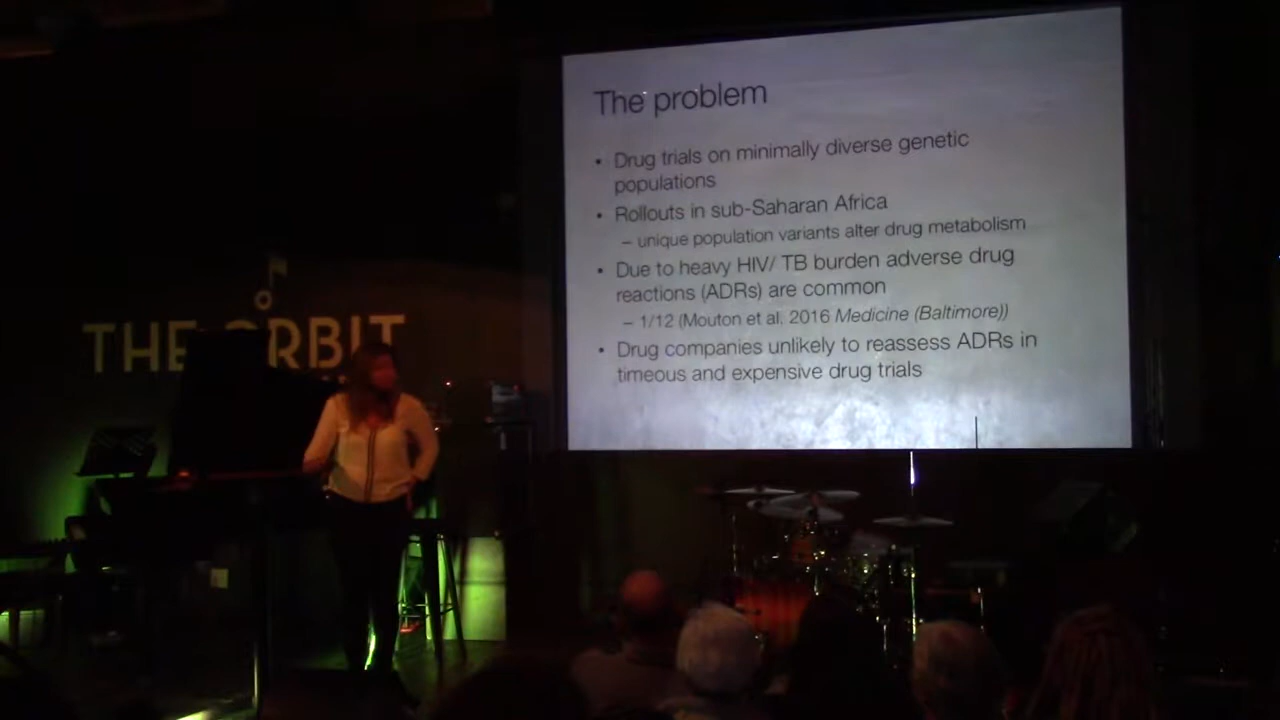 The problem
• Drug trials on minimally diverse genetic
populations
• Rollouts in sub-Saharan Africa
– unique population variants alter drug metabolism
• Due to heavy HIV/ TB burden adverse drug
reactions (ADRs) are common
– 1/12 (Mouton et al. 2016 Medicine (Baltimore))
• Drug companies unlikely to reassess ADRs in
timeous and expensive drug trials
THE ORBIT